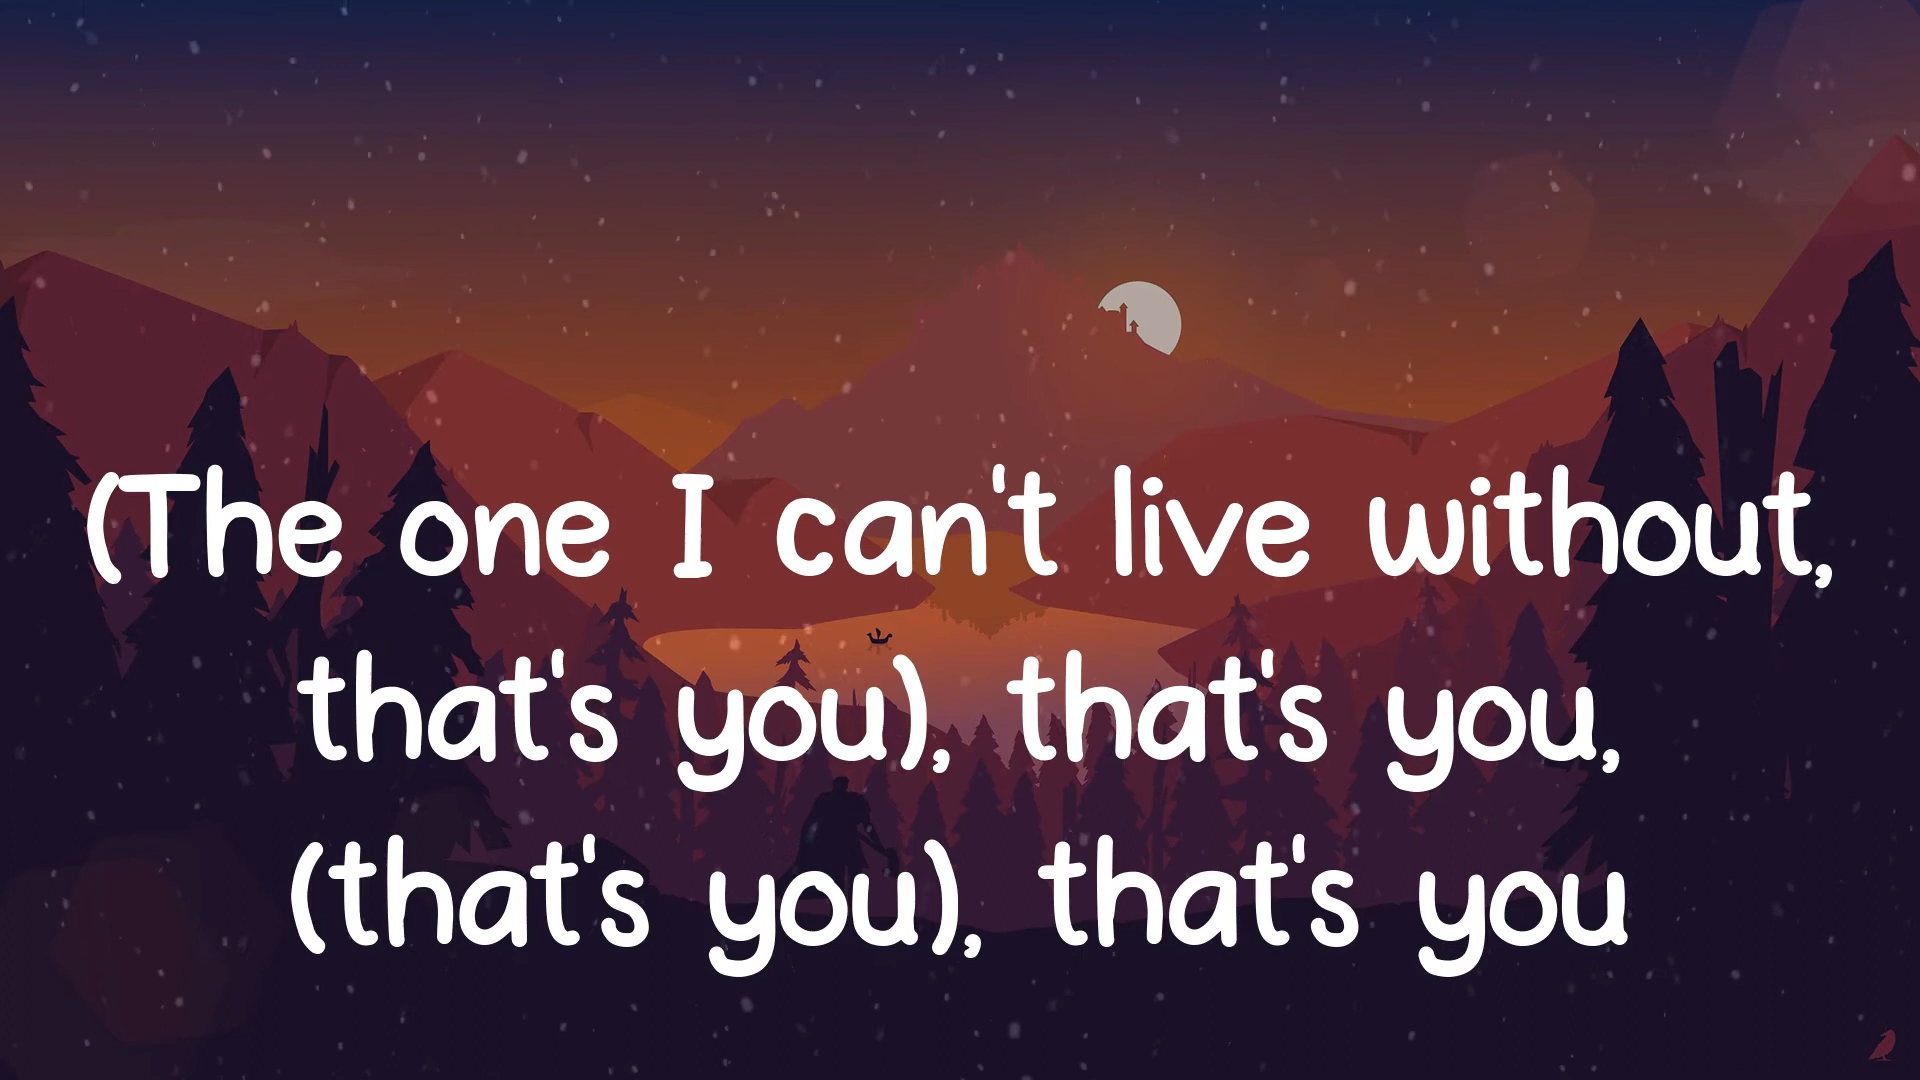 (The one I can't live without,
that's you), that's you,
(that's you), that's you